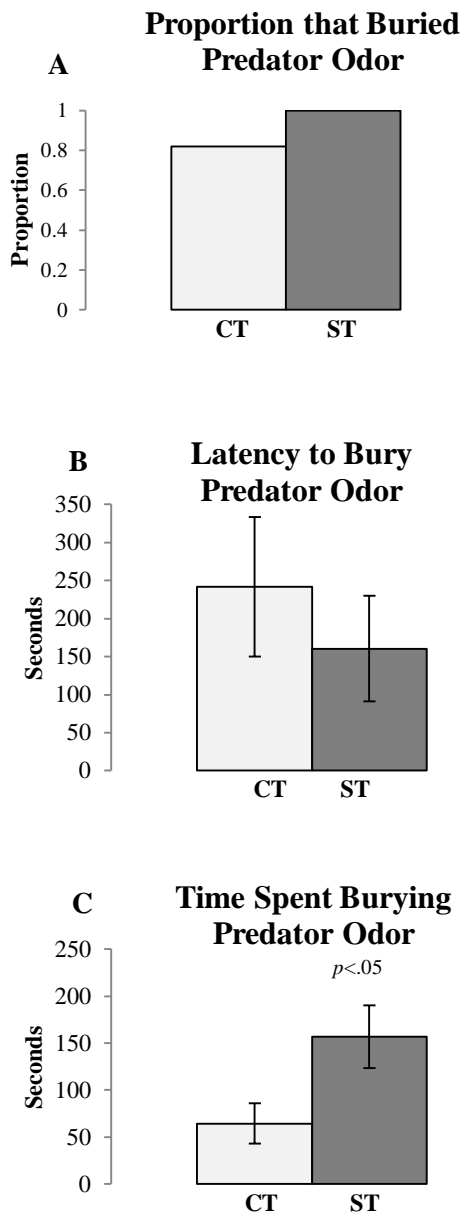 A
Proportion that Buried
Predator Odor
Proportion
1
0.8
0.6
0.4
0.2
0
CT ST
B
Latency to Bury
Predator Odor
Seconds
350
300
250
200
150
100
50
0
CT ST
C
Time Spent Burying
Predator Odor
p<.05
Seconds
250
200
150
100
50
0
CT ST